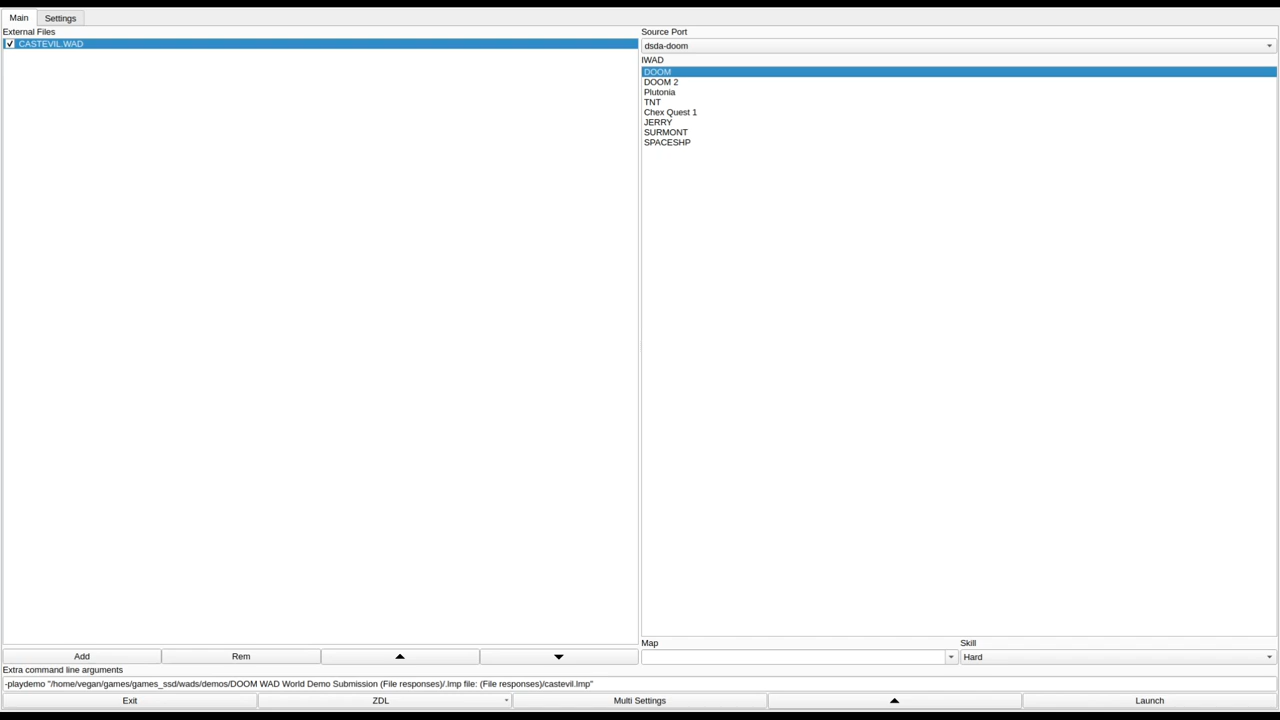 Main Settings
External Files
CASTEVIL.WAD
Source Port
dsda-doom
IWAD
DOOM
DOOM 2
Plutonia
TNT
Chex Quest 1
JERRY
SURMONT
SPACESHP
Map Skill
Hard
Add Rem
Extra command line arguments
-playdemo "/home/vegan/games/games_ssd/wads/demos/DOOM WAD World Demo Submission (File responses)/.lmp file: (File responses)/castevil.lmp"
Exit ZDL Multi Settings Launch